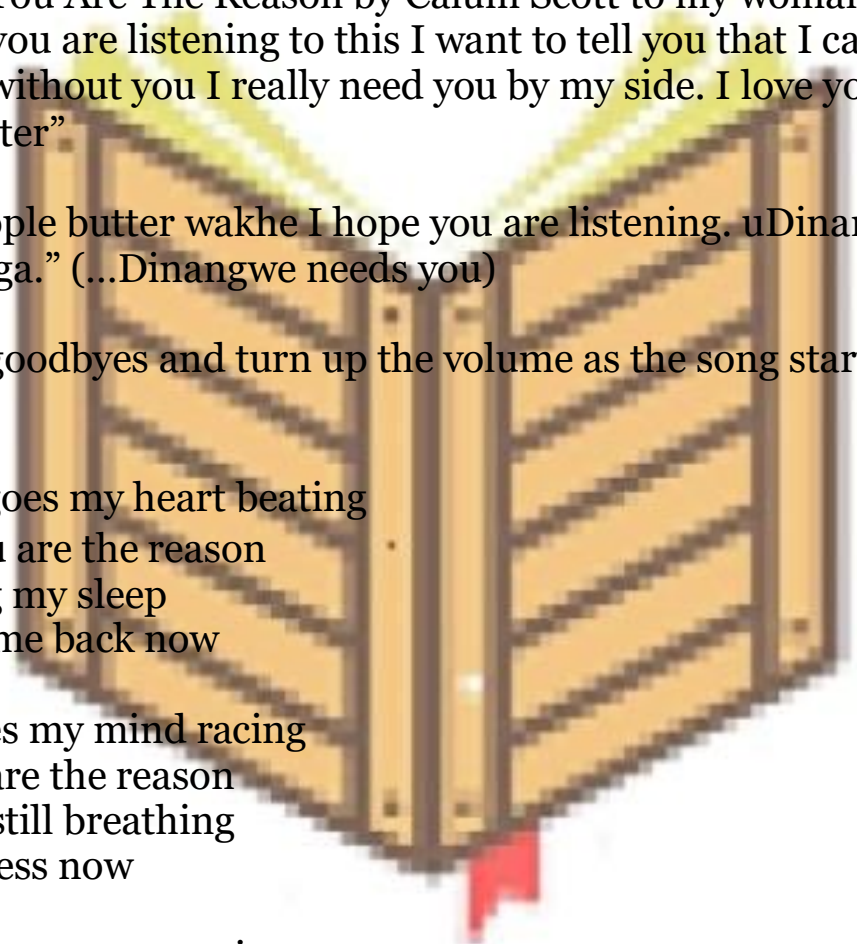 You Are The Reason by Calum Scott to my woman
you are listening to this I want to tell you that I ca
without you I really need you by my side. I love yo
ter”
ple butter wakhe I hope you are listening. uDinan
ga.” (...Dinangwe needs you)
goodbyes and turn up the volume as the song star
goes my heart beating
u are the reason
g my sleep
me back now
es my mind racing
are the reason
still breathing
ess now